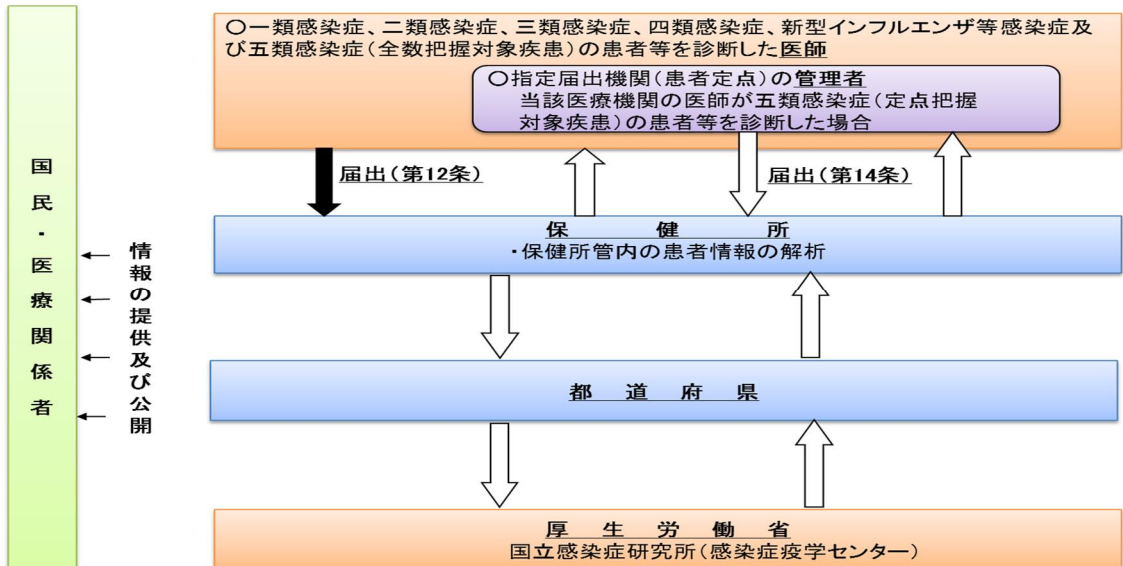 〇一類感染症、二類感染症、三類感染症、四類感染症、新型インフルエンザ等感染症及
び五類感染症(全数把握対象疾患)の患者等を診断した医師
〇指定届出機関(患者定点)の管理者
当該医療機関の医師が五類感染症(定点把握
対象疾患)の患者等を診断した場合
届出(第12条)
届出(第14条)
保健所
・保健所管内の患者情報の解析
都道府県
厚生労働省
国立感染症研究所(感染症疫学センター)
情報の提供及び公開
国民・医療関係者